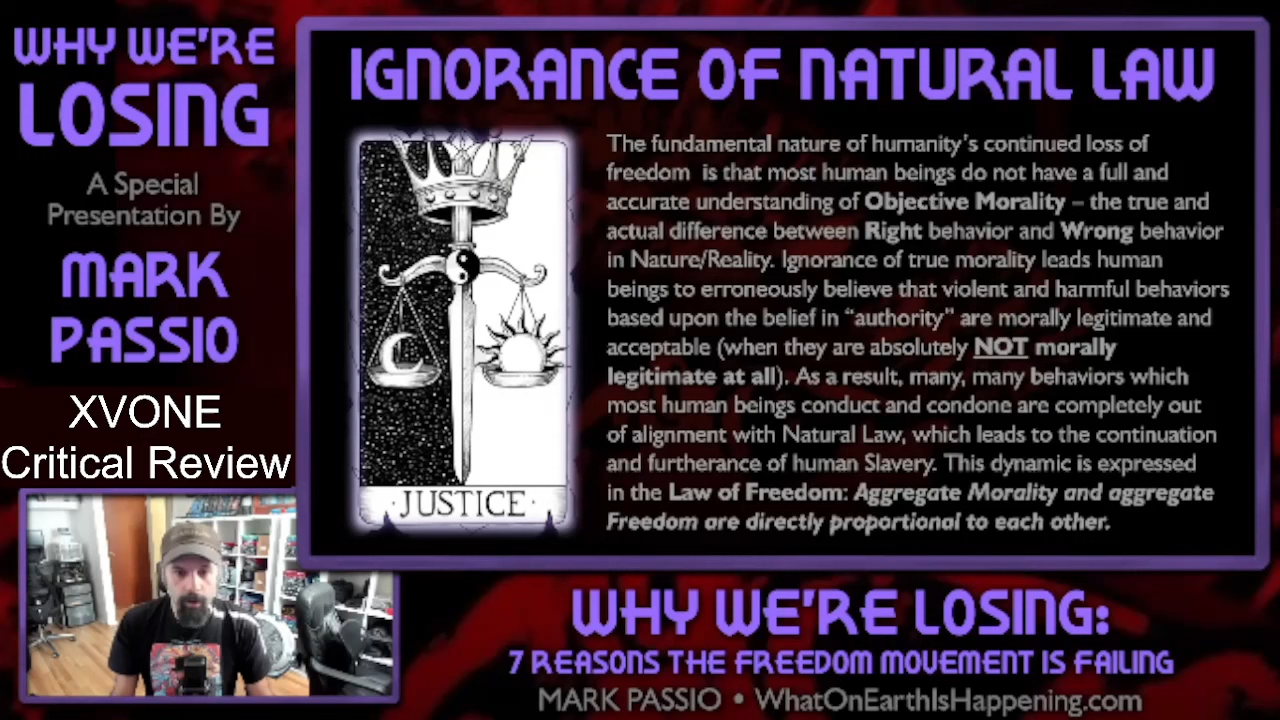 WHY WE'RE
LOSING
A Special
Presentation By
MARK
PASSIO
XVONE
Critical Review
IGNORANCE OF NATURAL LAW
The fundamental nature of humanity's continued loss of
freedom is that most human beings do not have a full and
accurate understanding of Objective Morality – the true and
actual difference between Right behavior and Wrong behavior
in Nature/Reality. Ignorance of true morality leads human
beings to erroneously believe that violent and harmful behaviors
based upon the belief in “authority” are morally legitimate and
acceptable (when they are absolutely NOT morally
legitimate at all). As a result, many, many behaviors which
most human beings conduct and condone are completely out
of alignment with Natural Law, which leads to the continuation
and furtherance of human Slavery. This dynamic is expressed
in the Law of Freedom: Aggregate Morality and aggregate
Freedom are directly proportional to each other.
·JUSTICE·
WHY WE'RE LOSING:
7 REASONS THE FREEDOM MOVEMENT IS FAILING
MARK PASSIO • WhatOnEarthIsHappening.com